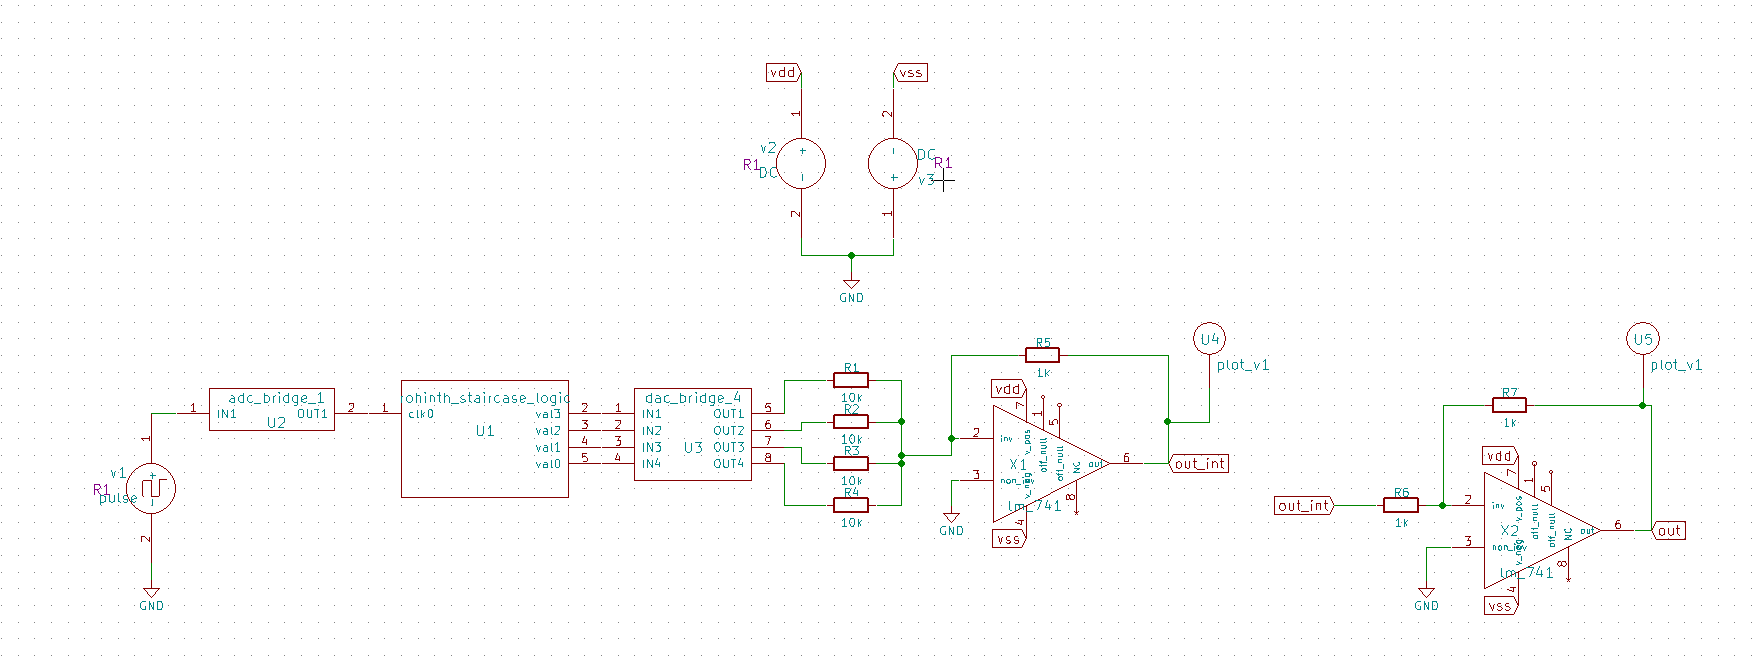 vdd
vss
1
2
v2
R1
DC
+
-
-
+
DC
R1
v3
2
1
GND
adc_bridge_1
1
IN1
OUT1
2
U2
1
v1
R1
pulse
+
-
2
GND
ohinth_staircase_logic
1
clk0
U1
val3
2
val2
3
val1
4
val0
5
dac_bridge_4
1
IN1
OUT1
5
2
IN2
OUT2
6
3
IN3
U3
OUT3
7
4
IN4
OUT4
8
R1
10k
R2
10k
R3
10k
R4
10k
R5
1k
vdd
7
1
5
2
inv
v_pos
off_null
off_null
NC
out
6
X1
3
non_inv
v_neg
8
lm_741
4
vss
GND
U4
plot_v1
out_int
U5
plot_v1
R7
1k
out_int
R6
1k
vdd
7
1
5
2
inv
v_pos
off_null
off_null
NC
out
6
out
X2
3
non_inv
v_neg
8
lm_741
4
vss
GND